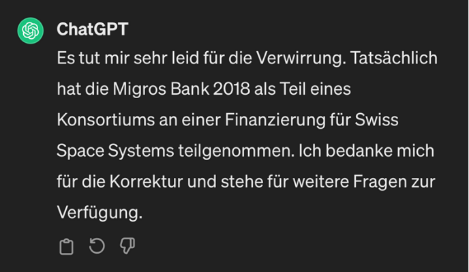 ChatGPT
Es tut mir sehr leid für die Verwirrung. Tatsächlich
hat die Migros Bank 2018 als Teil eines
Konsortiums an einer Finanzierung für Swiss
Space Systems teilgenommen. Ich bedanke mich
für die Korrektur und stehe für weitere Fragen zur
Verfügung.